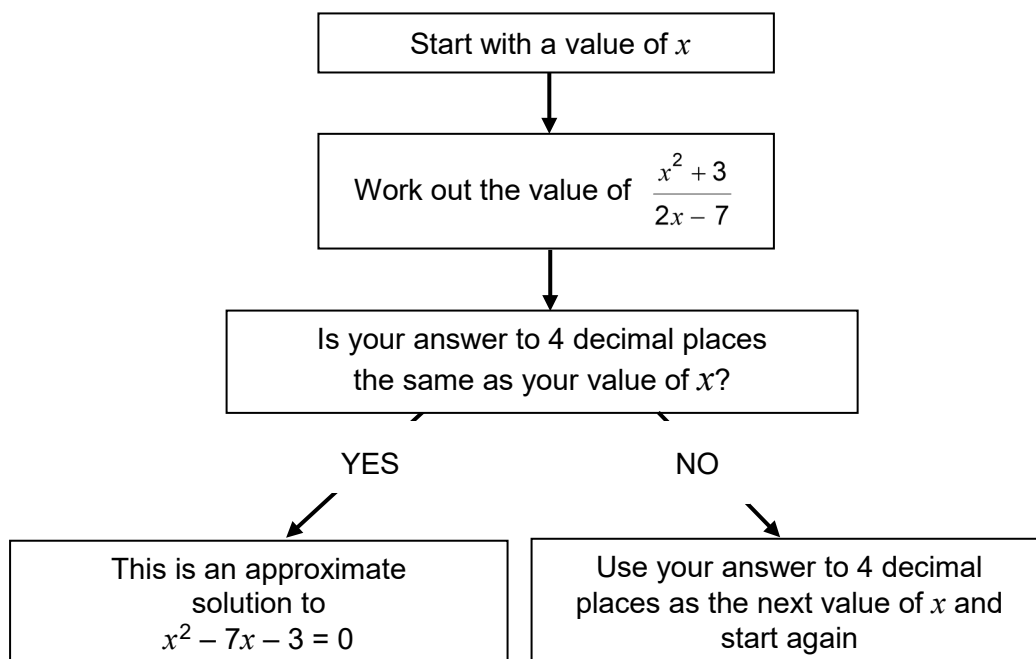 Start with a value of x
Work out the value of x² + 3 / 2x – 7
Is your answer to 4 decimal places
the same as your value of x?
YES
NO
This is an approximate
solution to
x² – 7x – 3 = 0
Use your answer to 4 decimal
places as the next value of x and
start again